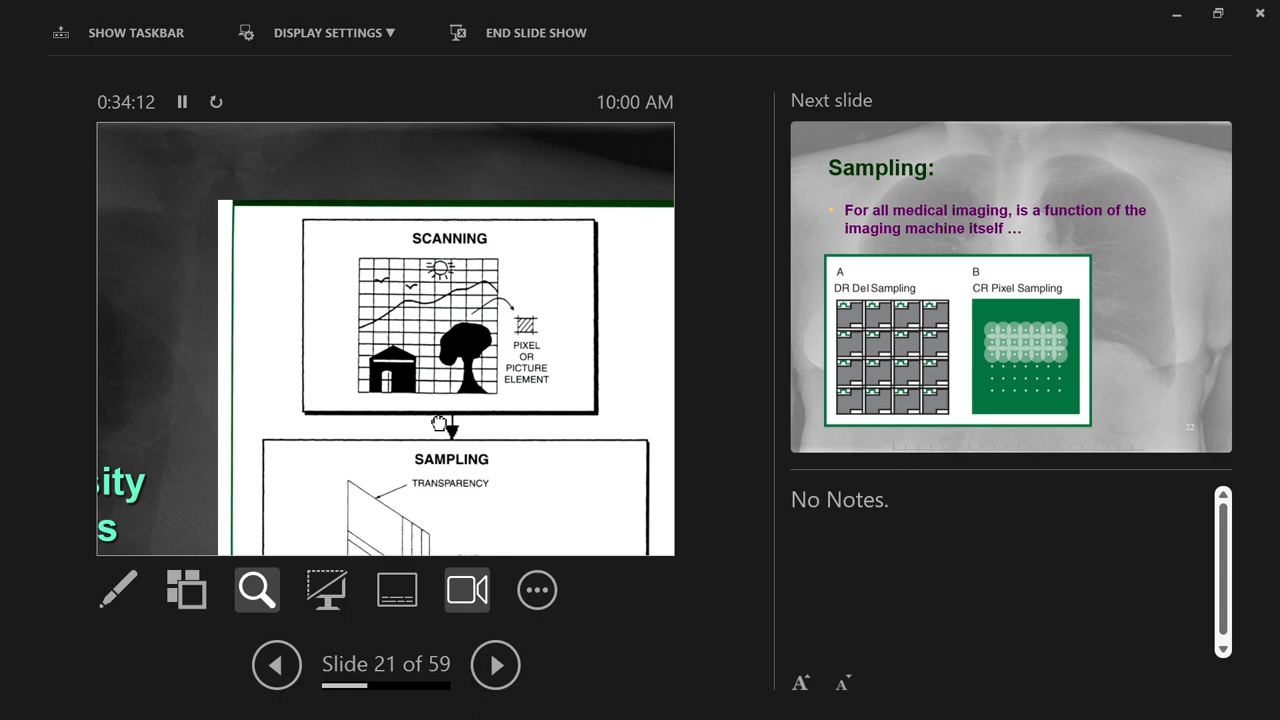 SHOW TASKBAR
DISPLAY SETTINGS ▼
END SLIDE SHOW
0:34:12
10:00 AM
SCANNING
PIXEL
OR
PICTURE
ELEMENT
SAMPLING
TRANSPARENCY
sity
s
Slide 21 of 59
Next slide
Sampling:
• For all medical imaging, is a function of the
imaging machine itself …
A
B
DR Del Sampling
CR Pixel Sampling
22
No Notes.
A
A